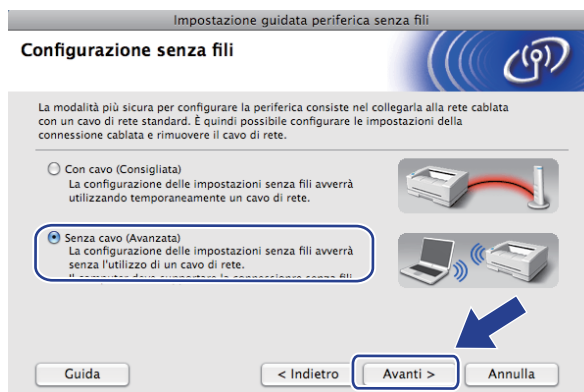 Impostazione guidata periferica senza fili
Configurazione senza fili
La modalità più sicura per configurare la periferica consiste nel collegarla alla rete cablata
con un cavo di rete standard. È quindi possibile configurare le impostazioni della
connessione cablata e rimuovere il cavo di rete.
Con cavo (Consigliata)
La configurazione delle impostazioni senza fili avverrà
utilizzando temporaneamente un cavo di rete.
Senza cavo (Avanzata)
La configurazione delle impostazioni senza fili avverrà
senza l'utilizzo di un cavo di rete.
Guida
< Indietro
Avanti >
Annulla